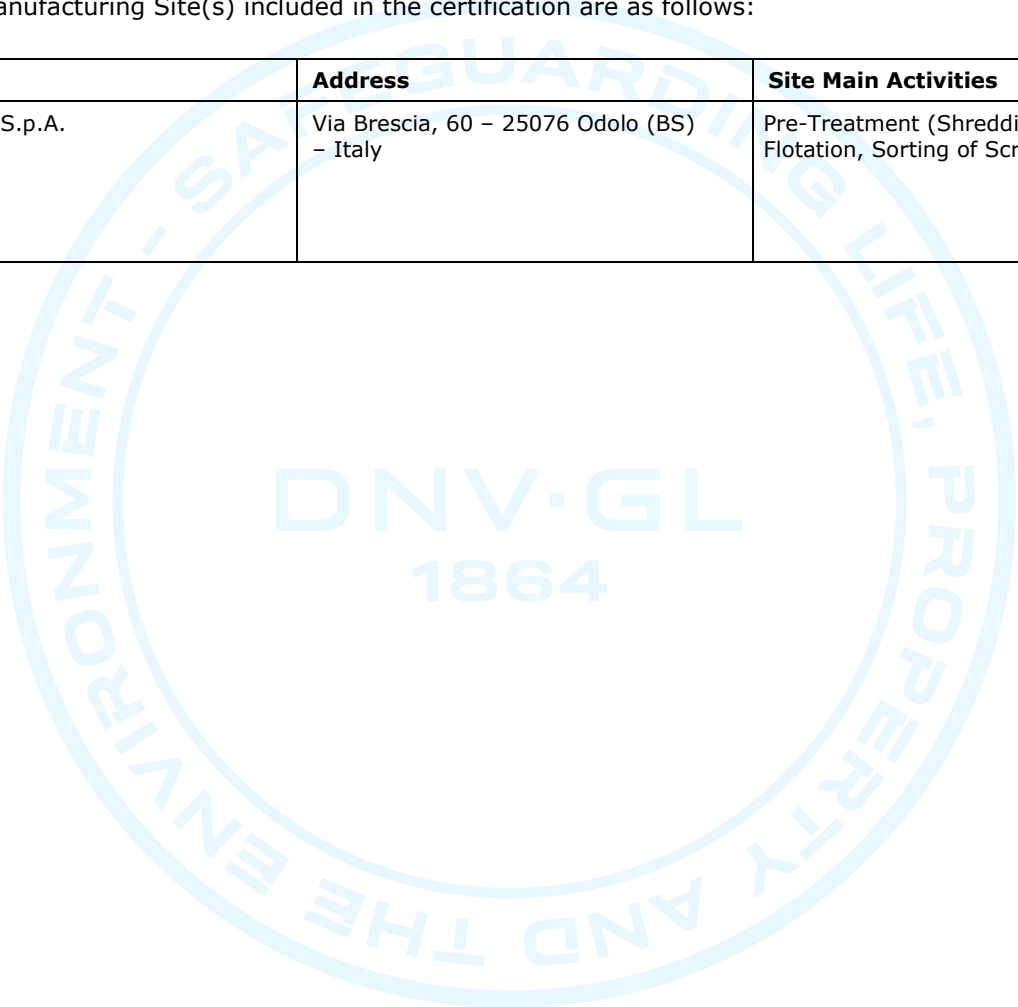 anufacturing Site(s) included in the certification are as follows:
Address Site Main Activities
S.p.A. Via Brescia, 60 – 25076 Odolo (BS) Pre-Treatment (Shreddi
– Italy Flotation, Sorting of Scr
SAFEGUARDING LIFE, PROPERTY AND THE ENVIRONMENT –
DNV·GL
1864